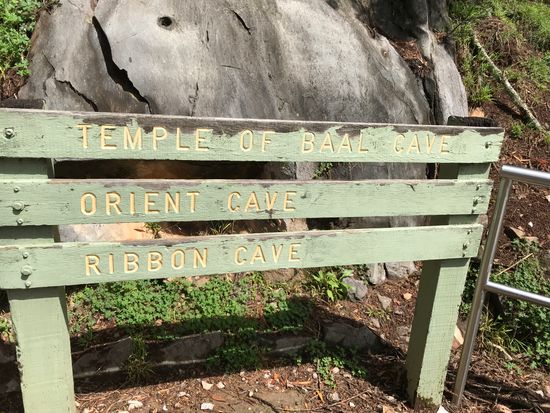 TEMPLE OF BAAL CAVE
ORIENT CAVE
RIBBON CAVE